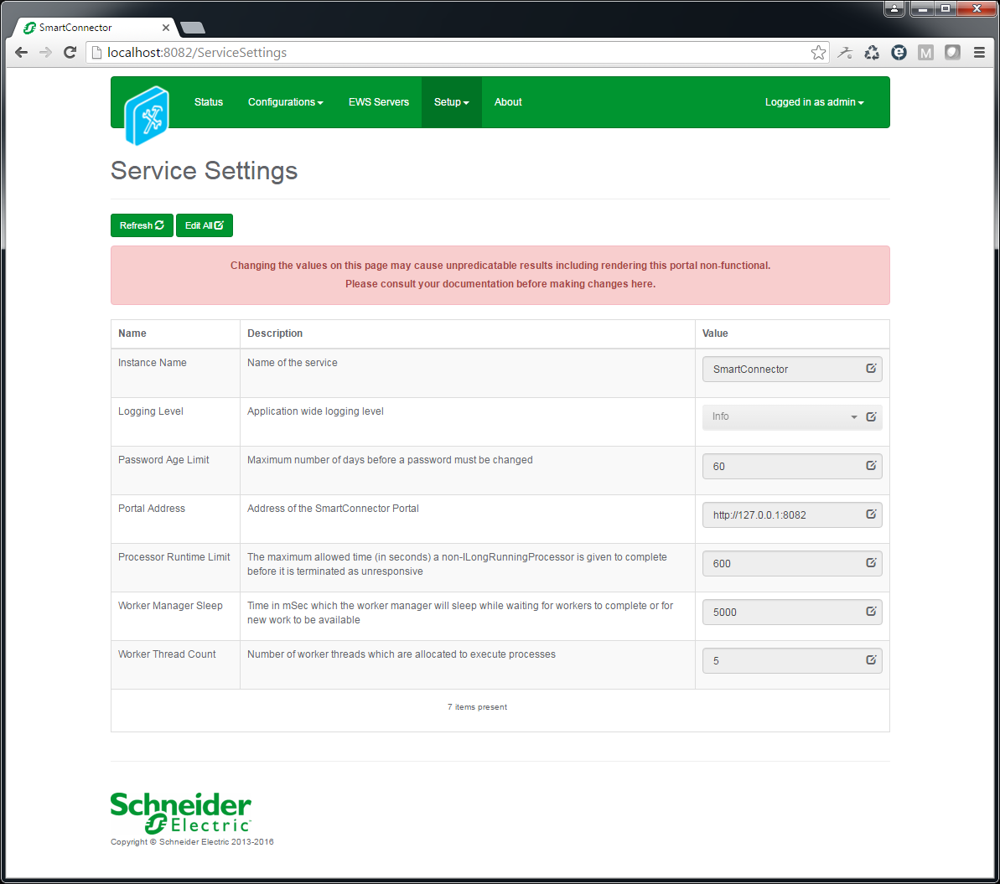 SmartConnector
localhost:8082/ServiceSettings
Status Configurations EWS Servers Setup About Logged in as admin
Service Settings
Refresh Edit All
Changing the values on this page may cause unpredicatable results including rendering this portal non-functional.
Please consult your documentation before making changes here.
Name Description Value
Instance Name Name of the service SmartConnector
Logging Level Application wide logging level Info
Password Age Limit Maximum number of days before a password must be changed 60
Portal Address Address of the SmartConnector Portal http://127.0.0.1:8082
Processor Runtime Limit The maximum allowed time (in seconds) a non-ILongRunningProcessor is given to complete 600
before it is terminated as unresponsive
Worker Manager Sleep Time in mSec which the worker manager will sleep while waiting for workers to complete or for 5000
new work to be available
Worker Thread Count Number of worker threads which are allocated to execute processes 5
7 items present
Schneider
Electric
Copyright © Schneider Electric 2013-2016